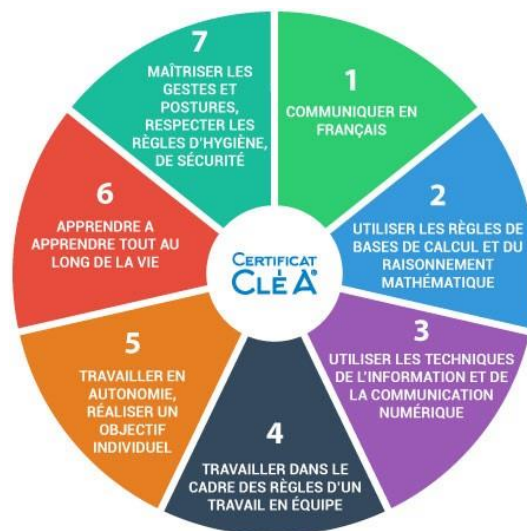 7
MAÎTRISER LES
GESTES ET
POSTURES,
RESPECTER LES
RÈGLES D'HYGIÈNE,
DE SÉCURITÉ
1
COMMUNIQUER EN
FRANÇAIS
2
UTILISER LES RÈGLES DE
BASES DE CALCUL ET DU
RAISONNEMENT
MATHÉMATIQUE
3
UTILISER LES TECHNIQUES
DE L'INFORMATION ET DE
LA COMMUNICATION
NUMÉRIQUE
4
TRAVAILLER DANS LE
CADRE DES RÈGLES D'UN
TRAVAIL EN ÉQUIPE
5
TRAVAILLER EN
AUTONOMIE,
RÉALISER UN
OBJECTIF
INDIVIDUEL
6
APPRENDRE A
APPRENDRE TOUT AU
LONG DE LA VIE
CERTIFICAT
CLÉA®